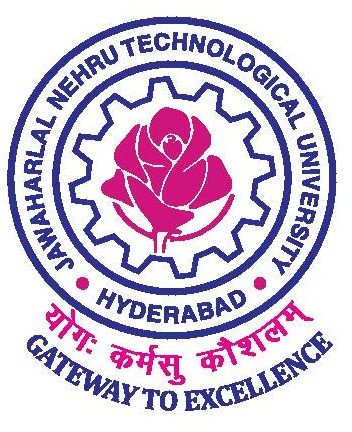 JAWAHARLAL NEHRU TECHNOLOGICAL UNIVERSITY
HYDERABAD
योगः कर्मसु कौशलम्
GATEWAY TO EXCELLENCE